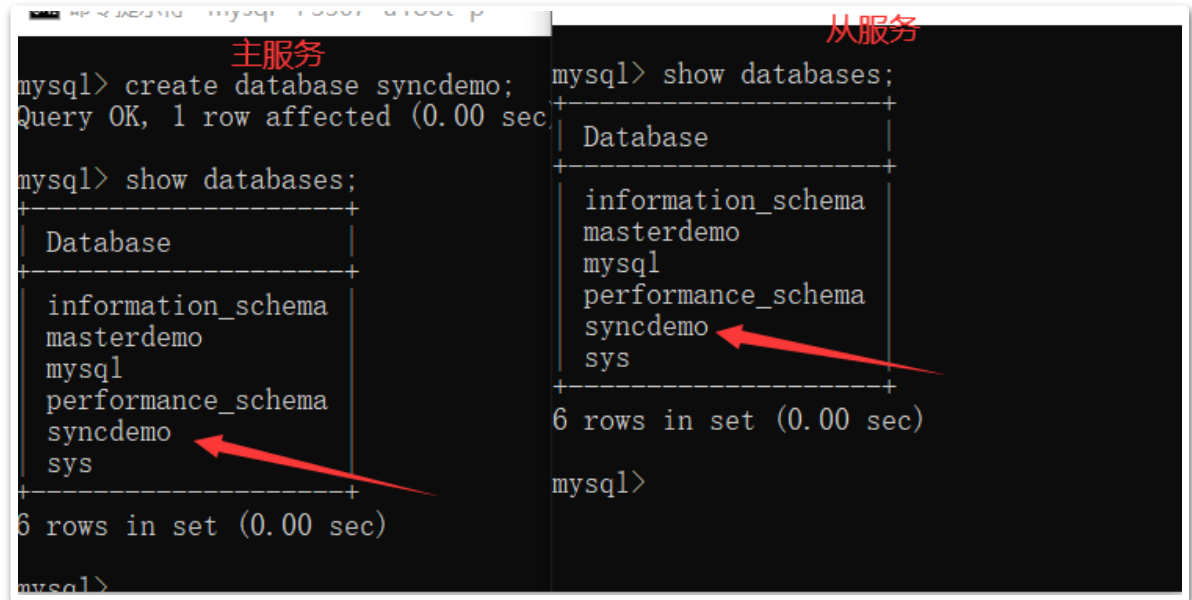 主服务
mysql> create database syncdemo;
Query OK, 1 row affected (0.00 sec
mysql> show databases;
+--------------------+
| Database           |
+--------------------+
| information_schema |
| masterdemo
| mysql
| performance_schema |
| syncdemo
| sys
+--------------------+
6 rows in set (0.00 sec)
mysql>
从服务
mysql> show databases;
+--------------------+
| Database           |
+--------------------+
| information_schema |
| masterdemo
| mysql
| performance_schema |
| syncdemo
| sys
+--------------------+
6 rows in set (0.00 sec)
mysql>